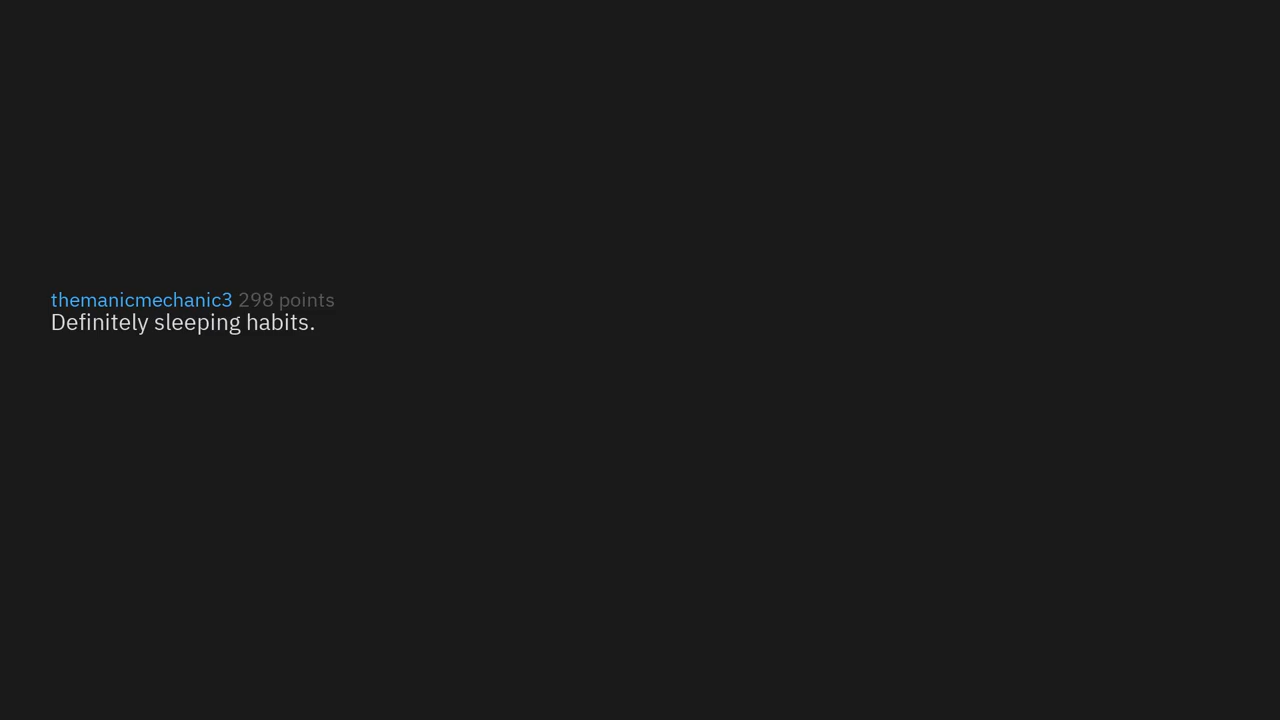 themanicmechanic3 298 points
Definitely sleeping habits.